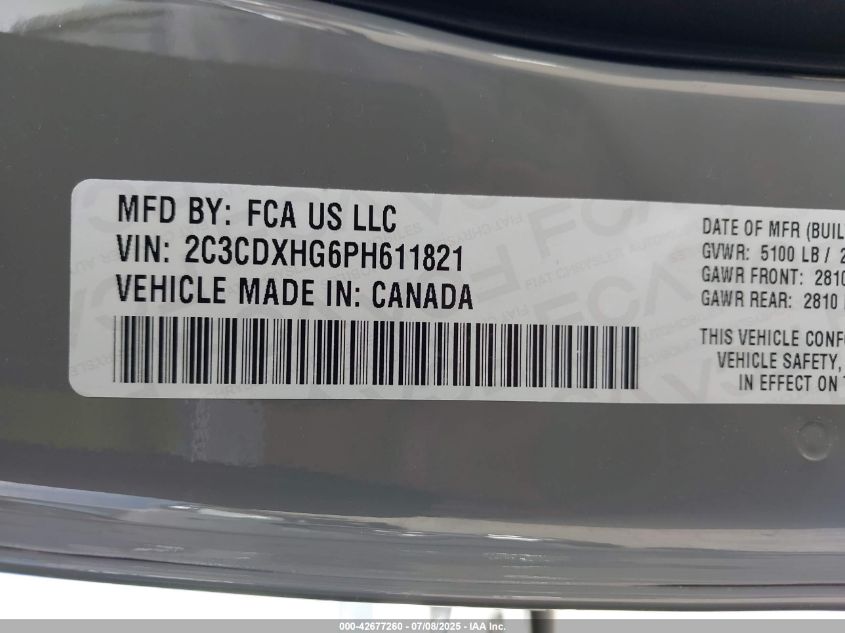 MFD BY: FCA US LLC
VIN: 2C3CDXHG6PH611821
VEHICLE MADE IN: CANADA
DATE OF MFR (BUIL
GVWR: 5100 LB / 2
GAWR FRONT: 2810
GAWR REAR: 2810
THIS VEHICLE CONF
VEHICLE SAFETY,
IN EFFECT ON
000-42677260 - 07/08/2025 - IAA Inc.